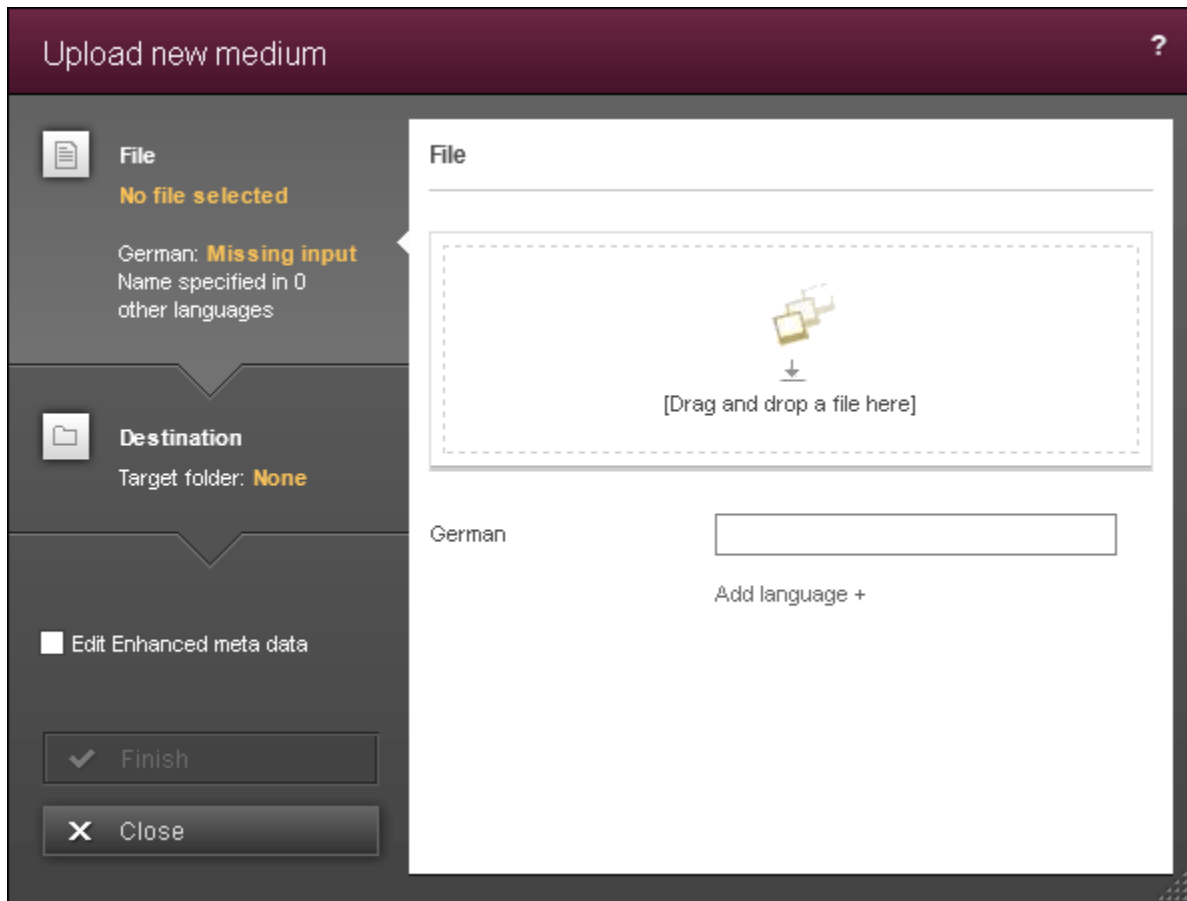 Upload new medium
?
File
No file selected
German: Missing input
Name specified in 0
other languages
Destination
Target folder: None
Edit Enhanced meta data
Finish
Close
File
[Drag and drop a file here]
German
Add language +